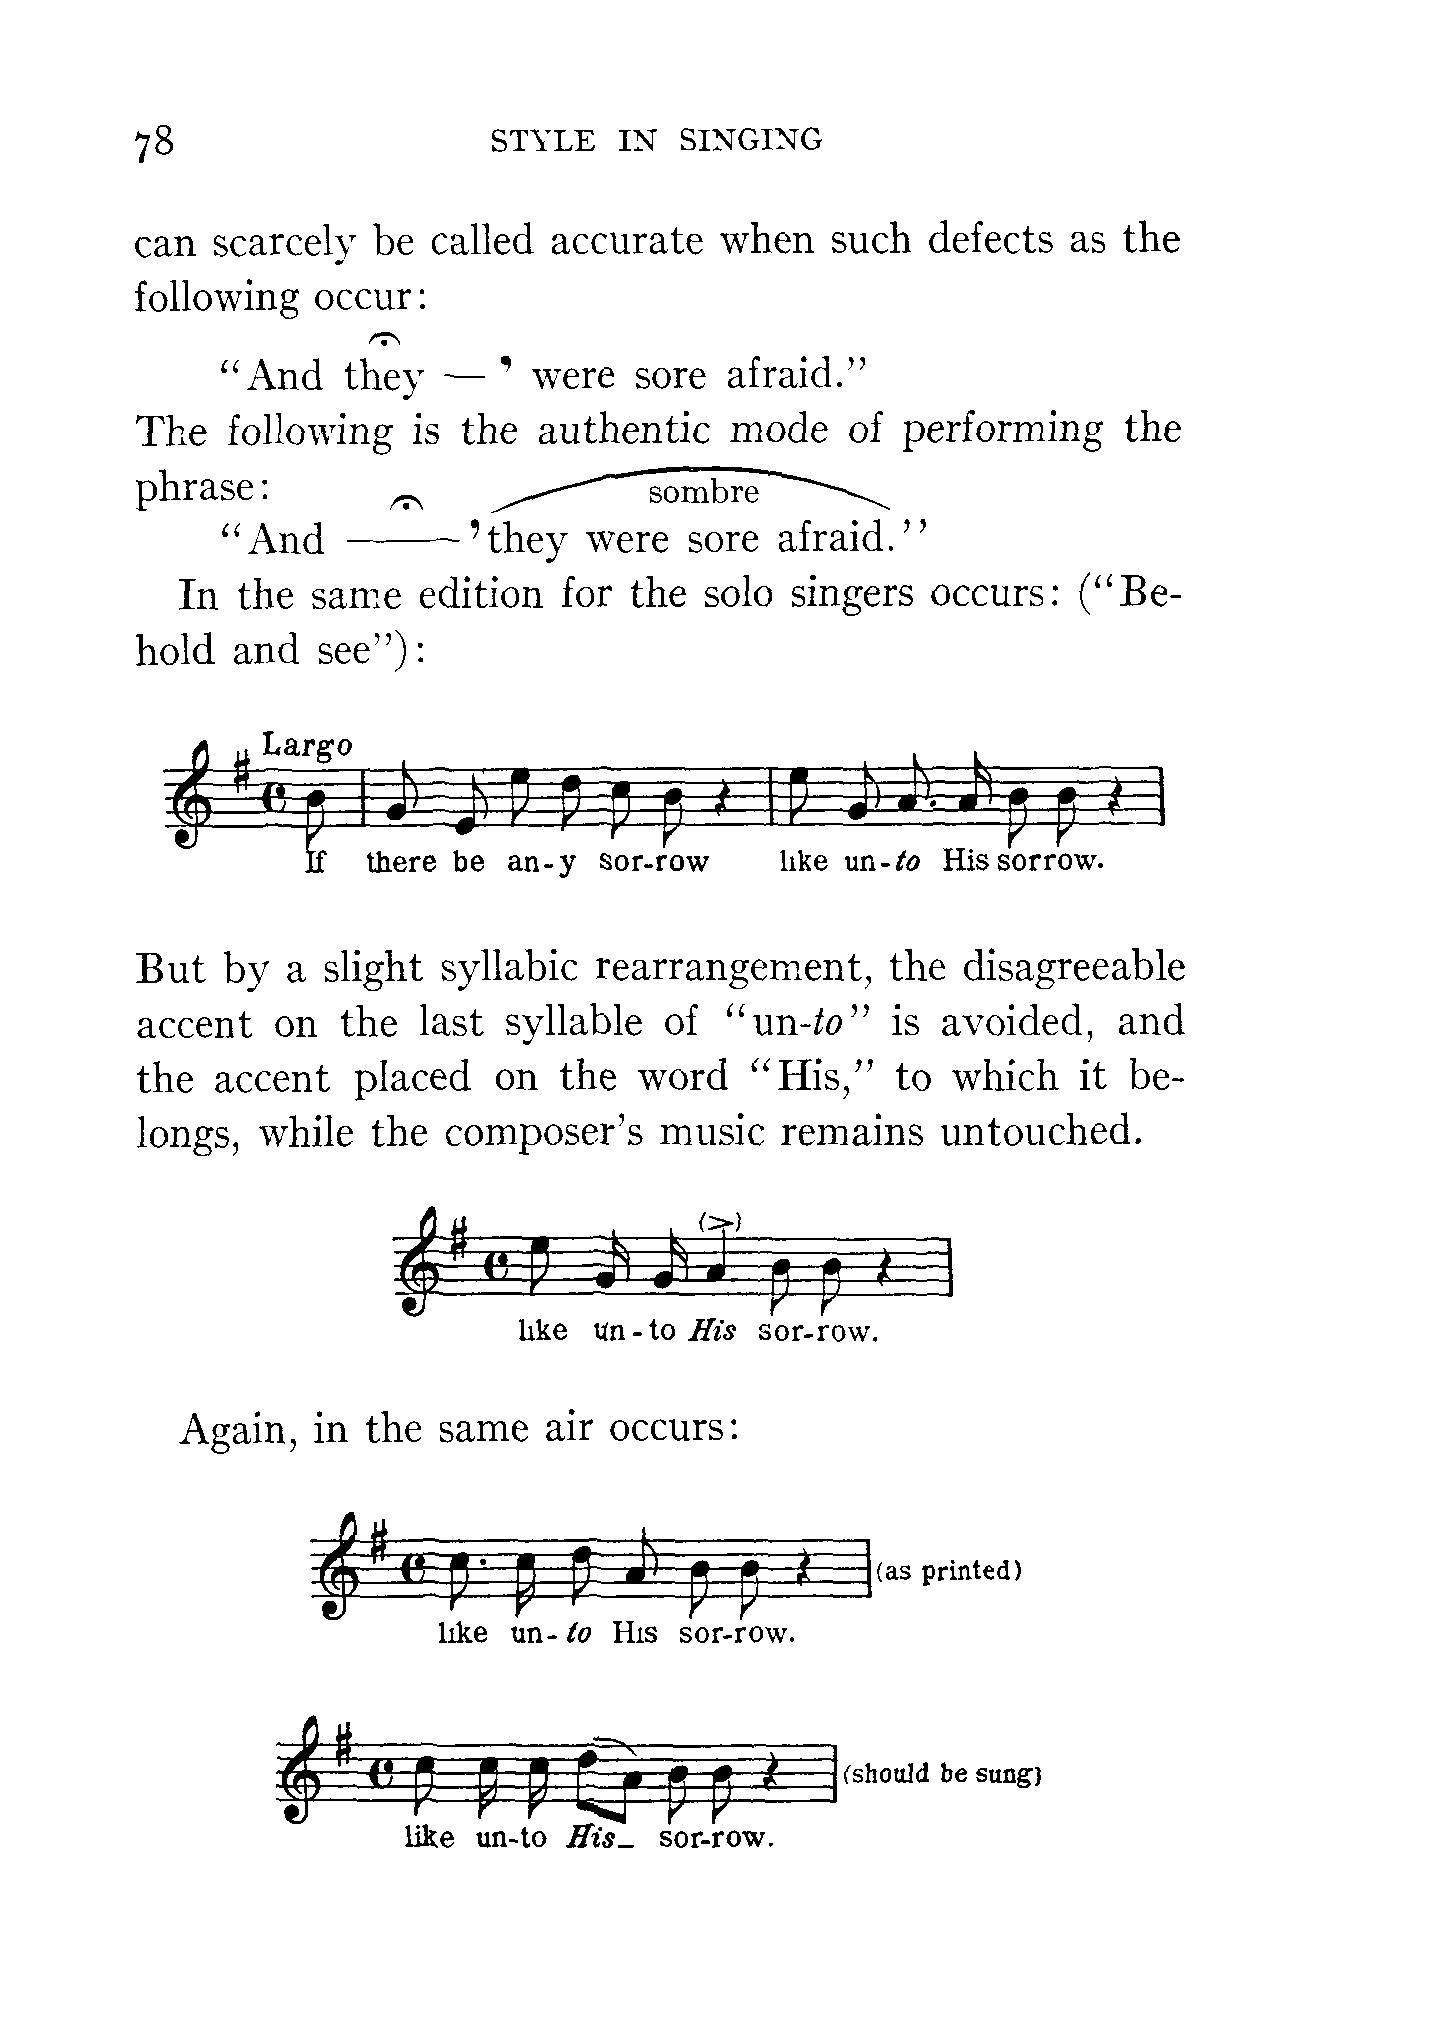 78 STYLE IN SINGING
can scarcely be called accurate when such defects as the
following occur:
“And they — ’ were sore afraid.”
The following is the authentic mode of performing the
phrase:
sombre
“And —— ’they were sore afraid.”
In the same edition for the solo singers occurs: (“Be-
hold and see”):
Largo
If there be an-y sor-row like un-to His sorrow.
But by a slight syllabic rearrangement, the disagreeable
accent on the last syllable of “un-to” is avoided, and
the accent placed on the word “His,” to which it be-
longs, while the composer’s music remains untouched.
(>)
like un-to His sor-row.
Again, in the same air occurs:
(as printed)
like un-to His sor-row.
(should be sung)
like un-to His_ sor-row.